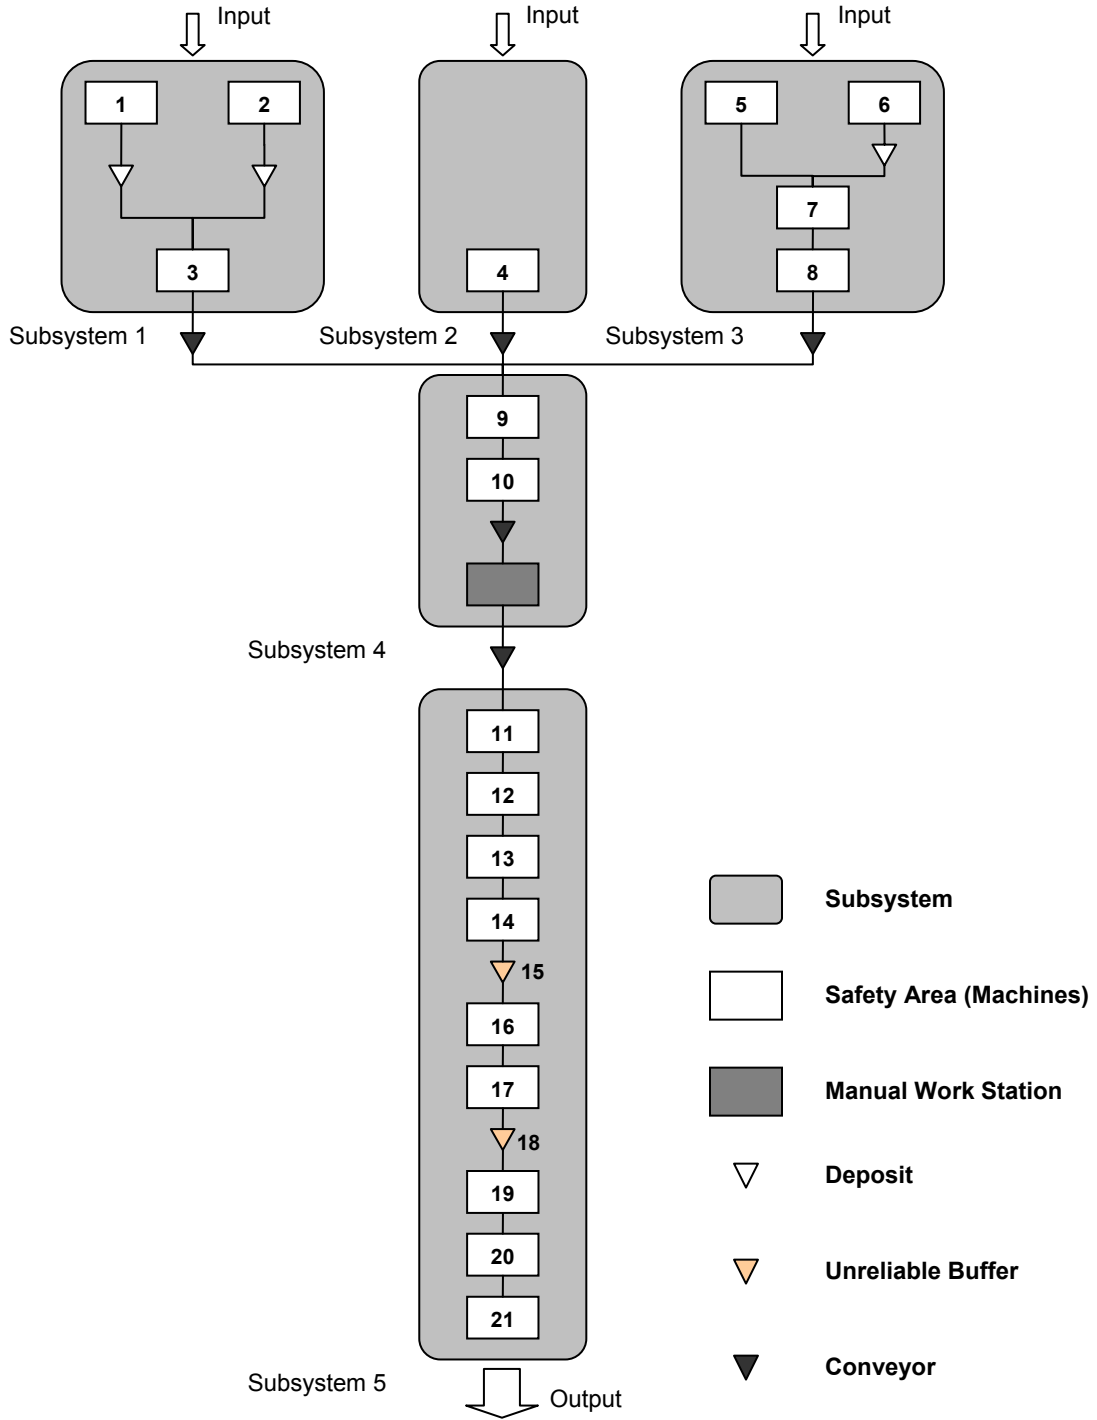 Input
Input
Input
1
2
5
6
7
3
4
8
Subsystem 1
Subsystem 2
Subsystem 3
9
10
Subsystem 4
11
12
13
14
15
16
17
18
19
20
21
Subsystem 5
Output
Subsystem
Safety Area (Machines)
Manual Work Station
Deposit
Unreliable Buffer
Conveyor